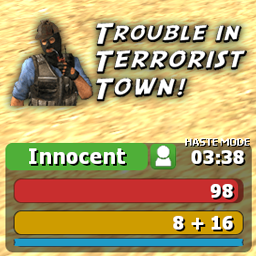 TROUBLE IN
TERRORIST
TOWN!
HASTE MODE
Innocent
03:38
98
8 + 16